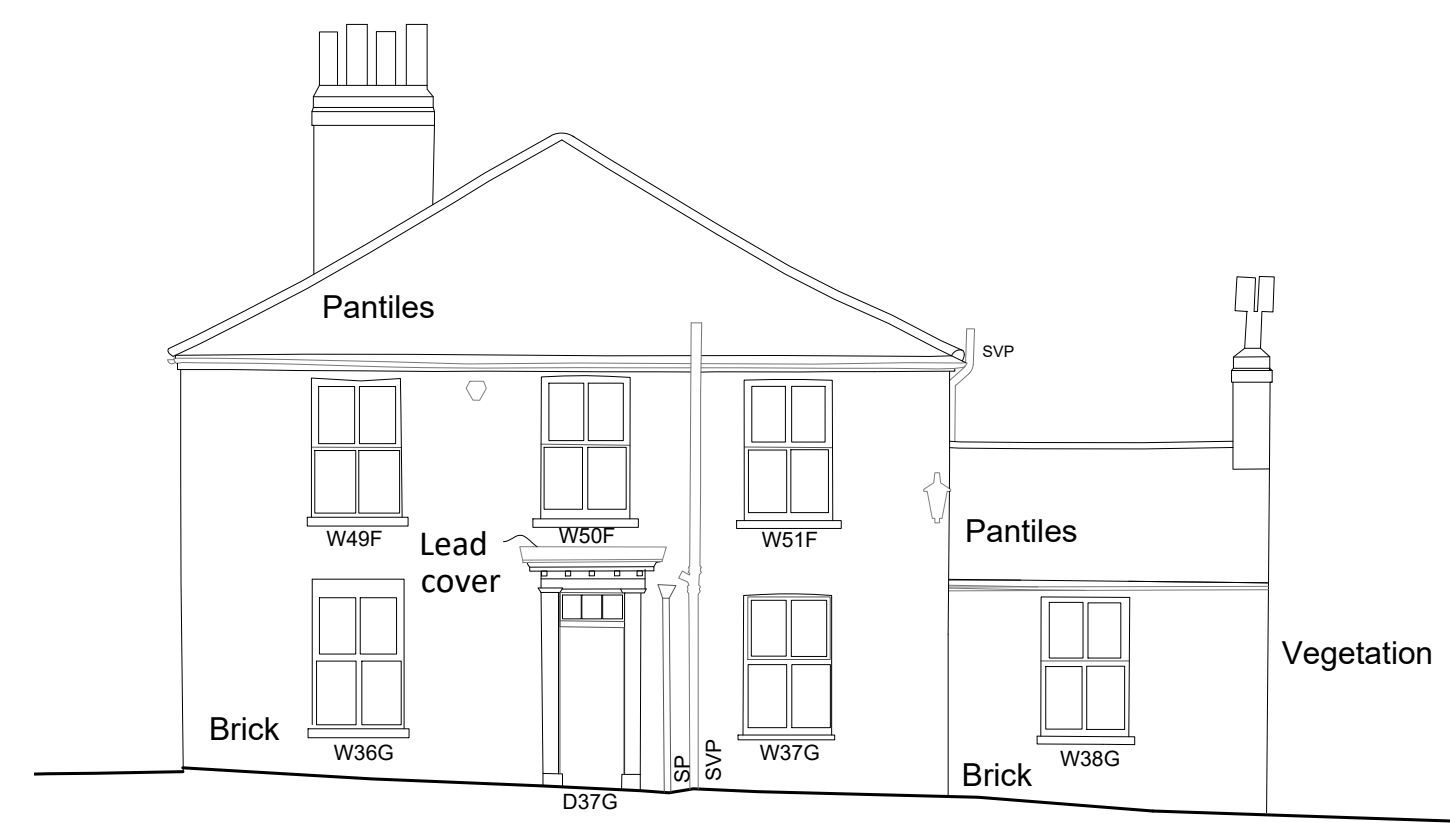 Pantiles
SVP
W49F
W50F
W51F
Lead
cover
Pantiles
Vegetation
Brick
W36G
SP
SVP
W37G
W38G
Brick
D37G